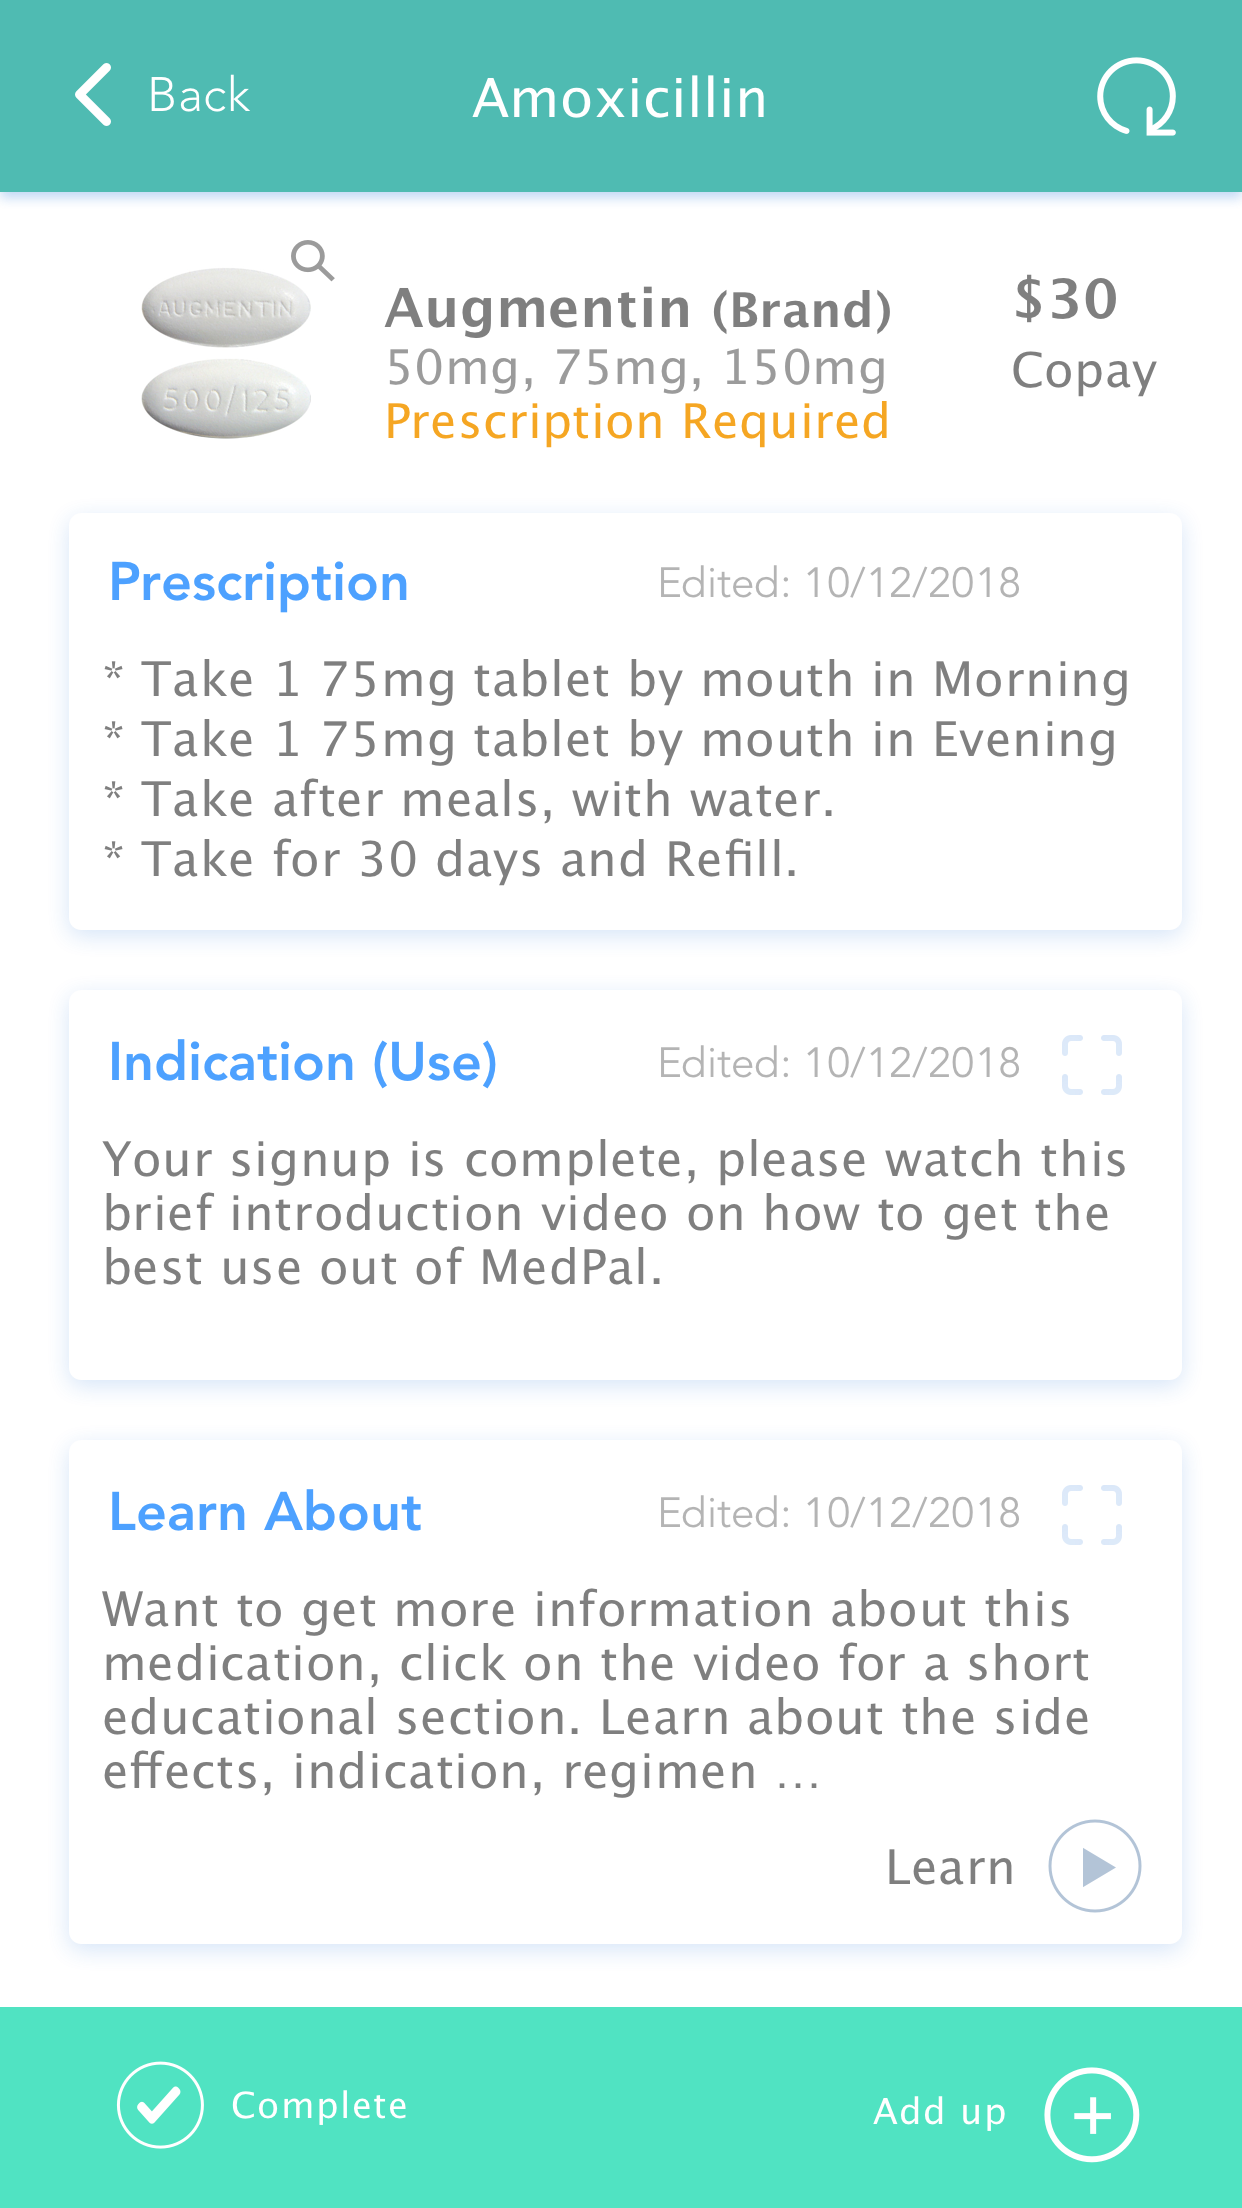 Back
Amoxicillin
AUGMENTIN
500/125
Augmentin (Brand)
50mg, 75mg, 150mg
Prescription Required
$30
Copay
Prescription
Edited: 10/12/2018
* Take 1 75mg tablet by mouth in Morning
* Take 1 75mg tablet by mouth in Evening
* Take after meals, with water.
* Take for 30 days and Refill.
Indication (Use)
Edited: 10/12/2018
Your signup is complete, please watch this
brief introduction video on how to get the
best use out of MedPal.
Learn About
Edited: 10/12/2018
Want to get more information about this
medication, click on the video for a short
educational section. Learn about the side
effects, indication, regimen ...
Learn
Complete
Add up